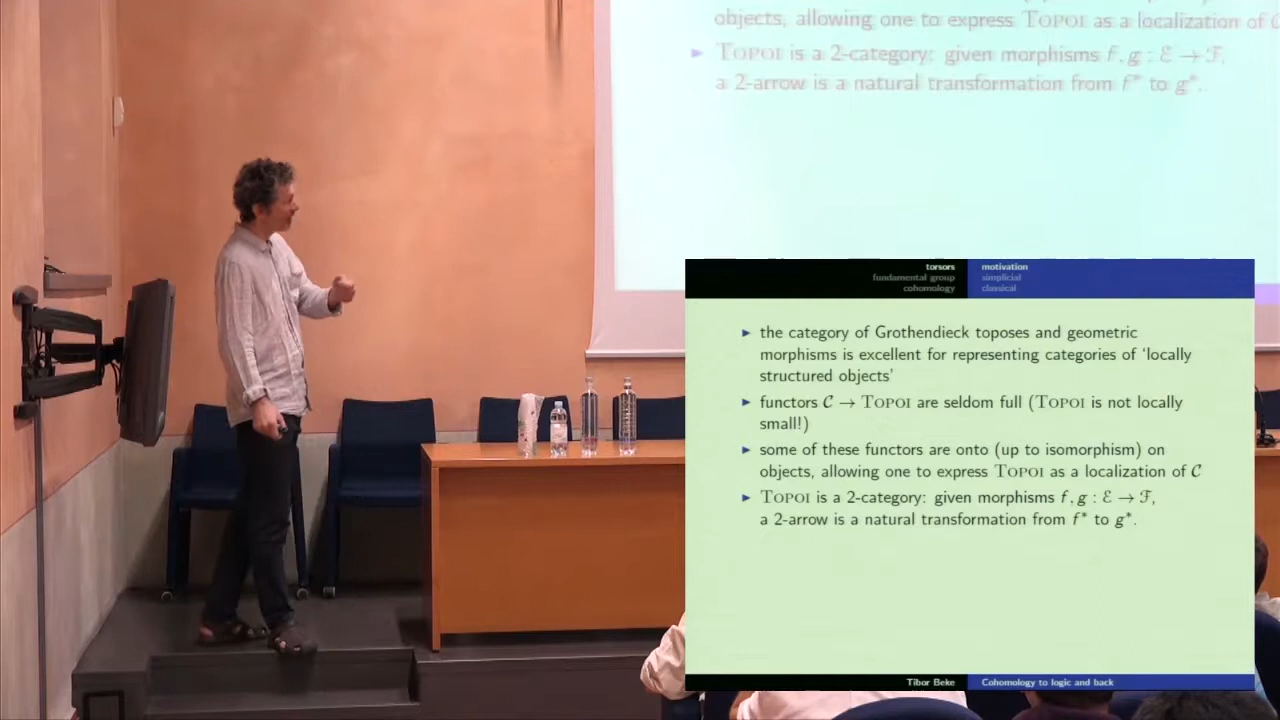 objects, allowing one to express TOPOI as a localization of C
▶ TOPOI is a 2-category: given morphisms f, g : ℰ → ℱ,
a 2-arrow is a natural transformation from f* to g*.
torsors
fundamental group
cohomology
motivation
simplicial
classical
▶ the category of Grothendieck toposes and geometric
morphisms is excellent for representing categories of ‘locally
structured objects’
▶ functors 𝒞 → TOPOI are seldom full (TOPOI is not locally
small!)
▶ some of these functors are onto (up to isomorphism) on
objects, allowing one to express TOPOI as a localization of 𝒞
▶ TOPOI is a 2-category: given morphisms f, g : ℰ → ℱ,
a 2-arrow is a natural transformation from f* to g*.
Tibor Beke
Cohomology to logic and back